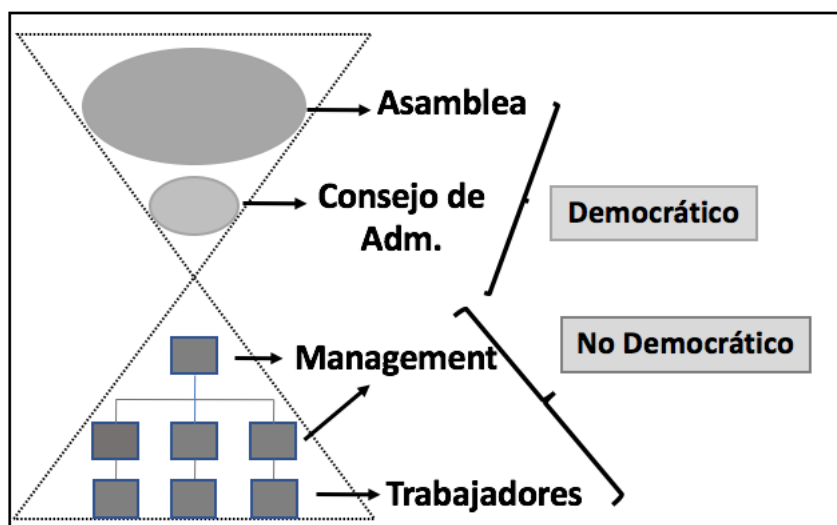 Asamblea
Consejo de
Adm.
Democrático
Management
No Democrático
Trabajadores